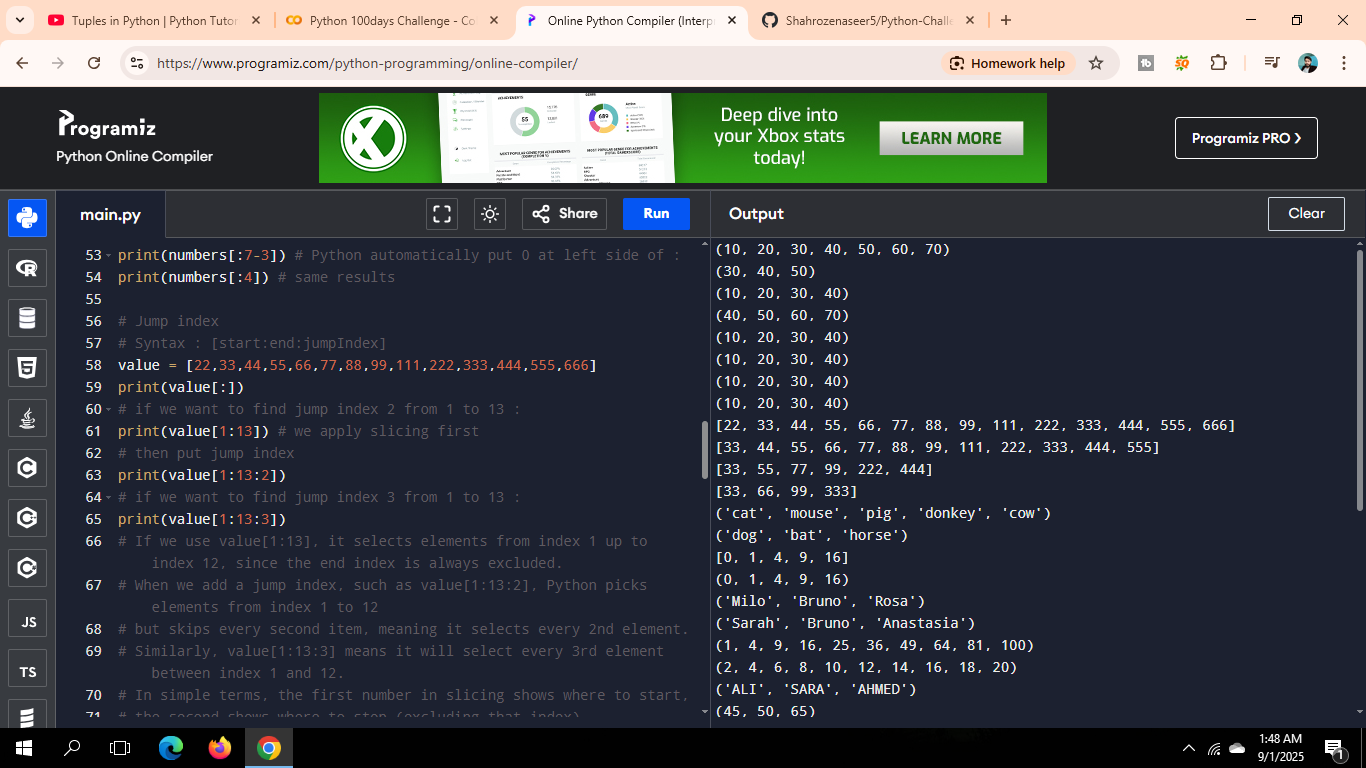 Tuples in Python | Python Tutor
Python 100days Challenge - Co
Online Python Compiler (Interp
Shahrozenaseer5/Python-Challe
https://www.programiz.com/python-programming/online-compiler/
Homework help
Programiz
Python Online Compiler
Deep dive into
your Xbox stats
today!
LEARN MORE
Programiz PRO
main.py
Share
Run
Output
Clear
53 print(numbers[:7-3]) # Python automatically put 0 at left side of :
54 print(numbers[:4]) # same results
55
56 # Jump index
57 # Syntax : [start:end:jumpIndex]
58 value = [22,33,44,55,66,77,88,99,111,222,333,444,555,666]
59 print(value[:])
60 # if we want to find jump index 2 from 1 to 13 :
61 print(value[1:13]) # we apply slicing first
62 # then put jump index
63 print(value[1:13:2])
64 # if we want to find jump index 3 from 1 to 13 :
65 print(value[1:13:3])
66 # If we use value[1:13], it selects elements from index 1 up to
index 12, since the end index is always excluded.
67 # When we add a jump index, such as value[1:13:2], Python picks
elements from index 1 to 12
68 # but skips every second item, meaning it selects every 2nd element.
69 # Similarly, value[1:13:3] means it will select every 3rd element
between index 1 and 12.
70 # In simple terms, the first number in slicing shows where to start,
71 # the second shows where to stop (excluding that index)
(10, 20, 30, 40, 50, 60, 70)
(30, 40, 50)
(10, 20, 30, 40)
(40, 50, 60, 70)
(10, 20, 30, 40)
(10, 20, 30, 40)
(10, 20, 30, 40)
(10, 20, 30, 40)
[22, 33, 44, 55, 66, 77, 88, 99, 111, 222, 333, 444, 555, 666]
[33, 44, 55, 66, 77, 88, 99, 111, 222, 333, 444, 555]
[33, 55, 77, 99, 222, 444]
[33, 66, 99, 333]
('cat', 'mouse', 'pig', 'donkey', 'cow')
('dog', 'bat', 'horse')
[0, 1, 4, 9, 16]
(0, 1, 4, 9, 16)
('Milo', 'Bruno', 'Rosa')
('Sarah', 'Bruno', 'Anastasia')
(1, 4, 9, 16, 25, 36, 49, 64, 81, 100)
(2, 4, 6, 8, 10, 12, 14, 16, 18, 20)
('ALI', 'SARA', 'AHMED')
(45, 50, 65)
JS
TS
1:48 AM
9/1/2025
1